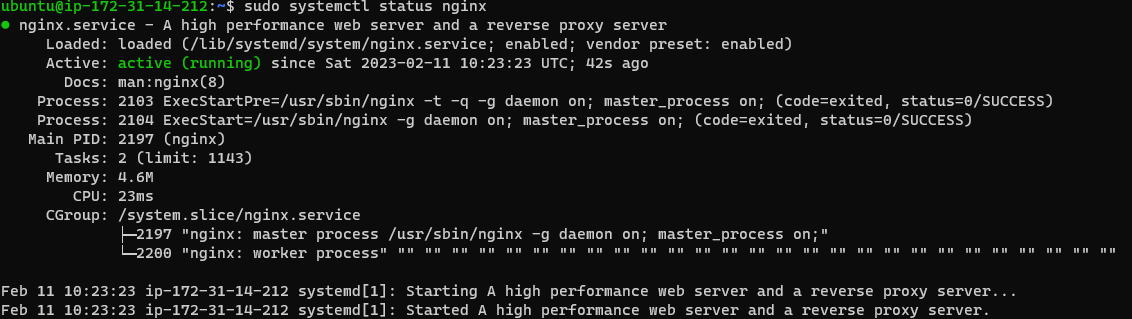 ubuntu@ip-172-31-14-212:~$ sudo systemctl status nginx
● nginx.service - A high performance web server and a reverse proxy server
     Loaded: loaded (/lib/systemd/system/nginx.service; enabled; vendor preset: enabled)
     Active: active (running) since Sat 2023-02-11 10:23:23 UTC; 42s ago
       Docs: man:nginx(8)
    Process: 2103 ExecStartPre=/usr/sbin/nginx -t -q -g daemon on; master_process on; (code=exited, status=0/SUCCESS)
    Process: 2104 ExecStart=/usr/sbin/nginx -g daemon on; master_process on; (code=exited, status=0/SUCCESS)
   Main PID: 2197 (nginx)
      Tasks: 2 (limit: 1143)
     Memory: 4.6M
        CPU: 23ms
     CGroup: /system.slice/nginx.service
             ├─2197 "nginx: master process /usr/sbin/nginx -g daemon on; master_process on;"
             └─2200 "nginx: worker process" "" "" "" "" "" "" "" "" "" "" "" "" "" "" "" "" "" "" "" "" "" "" "" "" "" "" ""

Feb 11 10:23:23 ip-172-31-14-212 systemd[1]: Starting A high performance web server and a reverse proxy server...
Feb 11 10:23:23 ip-172-31-14-212 systemd[1]: Started A high performance web server and a reverse proxy server.